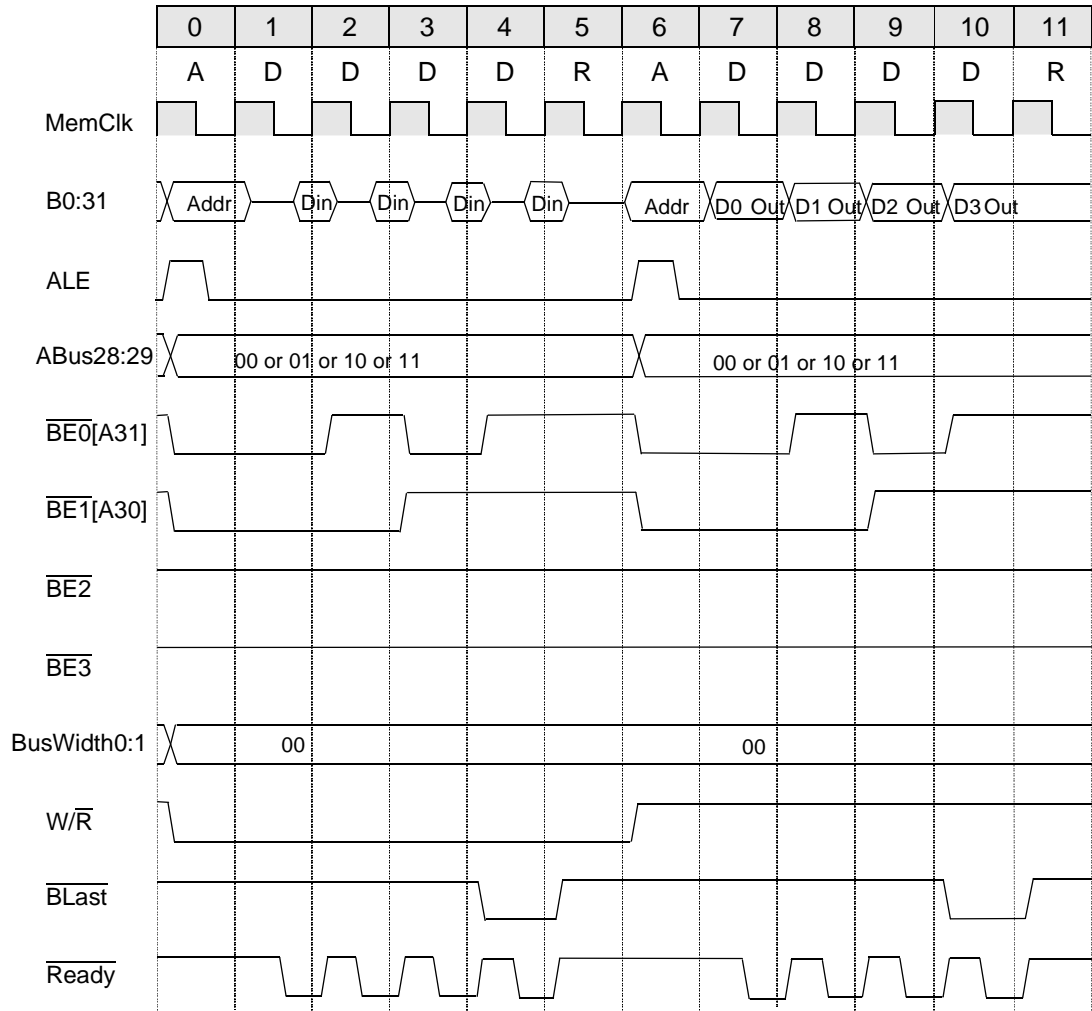 0 1 2 3 4 5 6 7 8 9 10 11
A D D D D R A D D D D R
MemClk
B0:31 Addr Din Din Din Din Addr D0 Out D1 Out D2 Out D3 Out
ALE
ABus28:29 00 or 01 or 10 or 11 00 or 01 or 10 or 11
BE0[A31]
BE1[A30]
BE2
BE3
BusWidth0:1 00 00
W/R
BLast
Ready